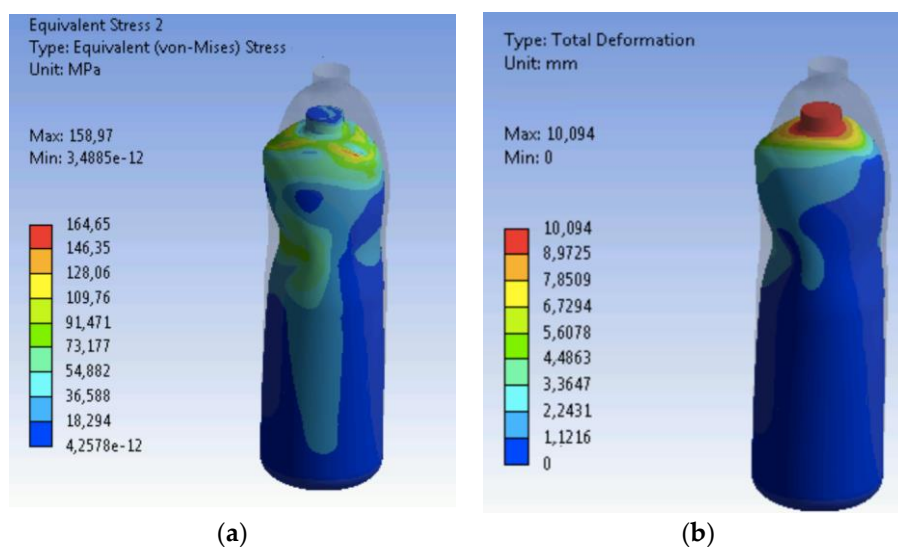 Equivalent Stress 2
Type: Equivalent (von-Mises) Stress
Unit: MPa
Max: 158,97
Min: 3,4885e-12
164,65
146,35
128,06
109,76
91,471
73,177
54,882
36,588
18,294
4,2578e-12
(a)
Type: Total Deformation
Unit: mm
Max: 10,094
Min: 0
10,094
8,9725
7,8509
6,7294
5,6078
4,4863
3,3647
2,2431
1,1216
0
(b)